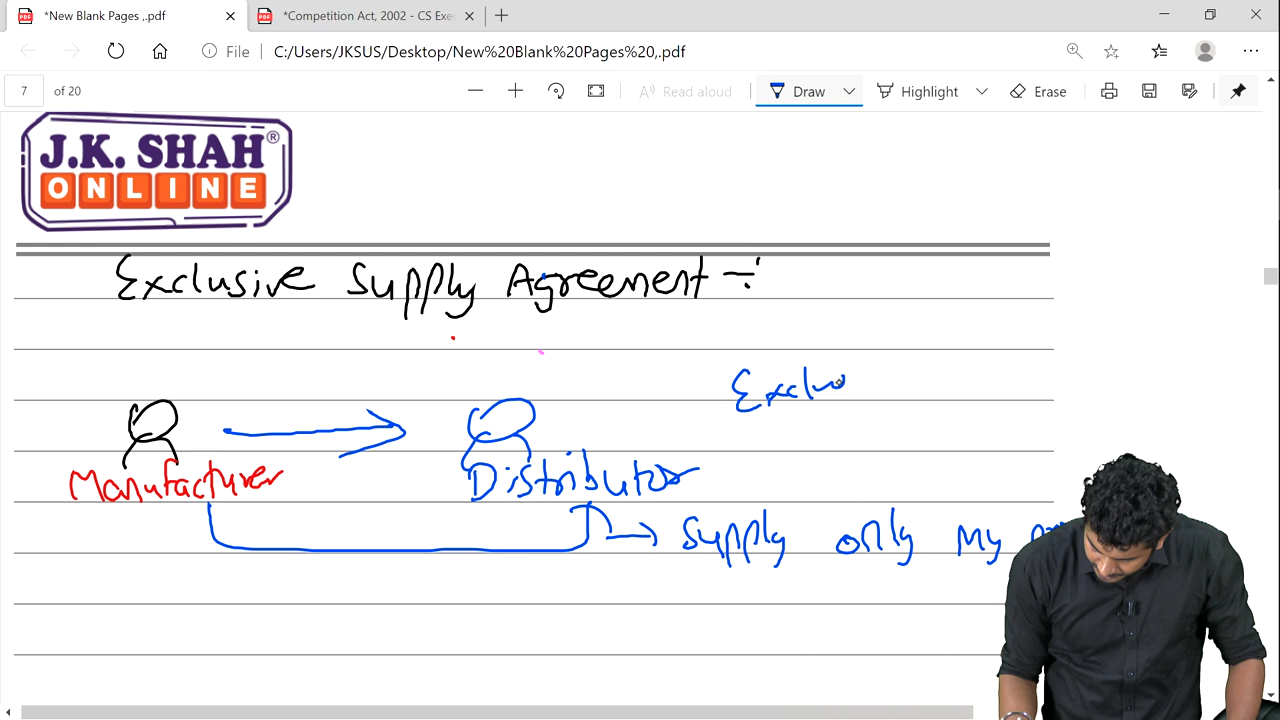 *New Blank Pages ,.pdf
*Competition Act, 2002 - CS Exec
File
C:/Users/JKSUS/Desktop/New%20Blank%20Pages%20,.pdf
7 of 20
Read aloud
Draw
Highlight
Erase
J.K. SHAH®
ONLINE
Exclusive Supply Agreement :-
Exclu
Manufacturer
Distributor
Supply only My